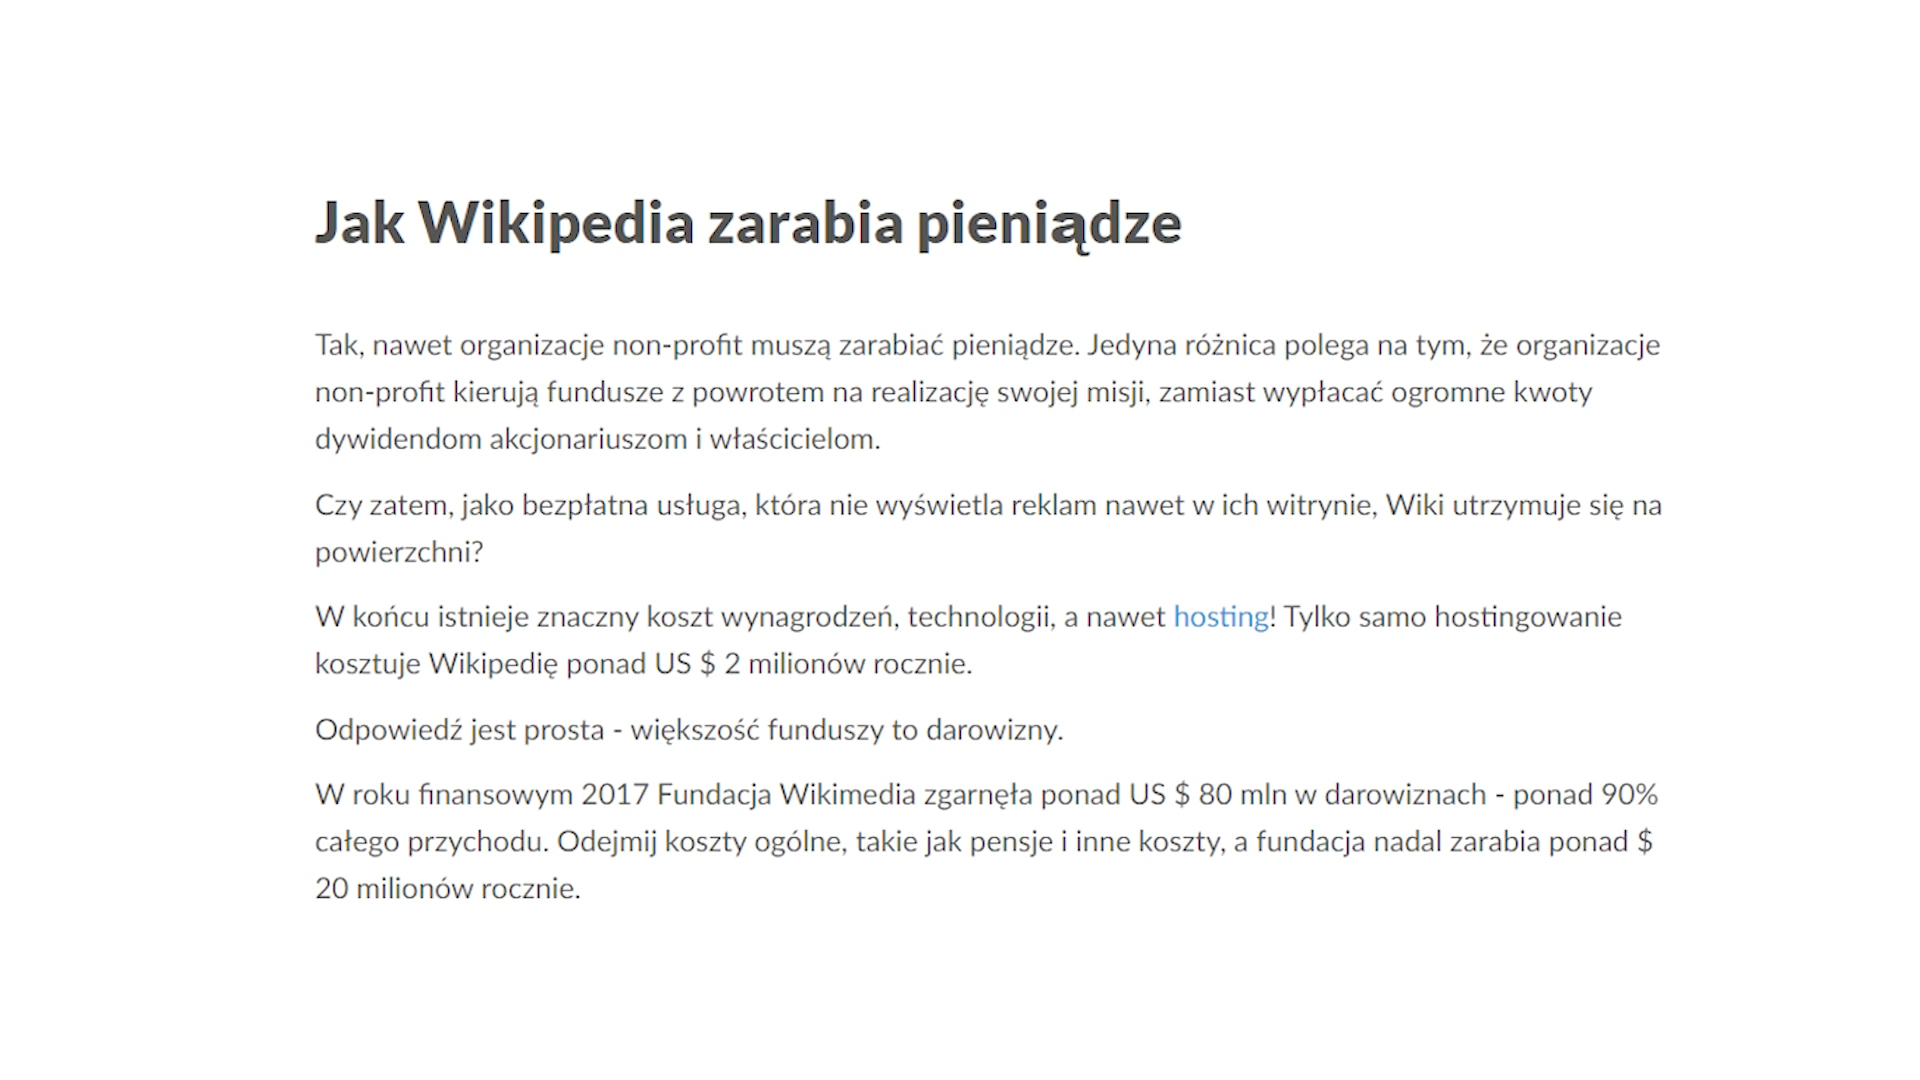 Jak Wikipedia zarabia pieniądze
Tak, nawet organizacje non-profit muszą zarabiać pieniądze. Jedyna różnica polega na tym, że organizacje
non-profit kierują fundusze z powrotem na realizację swojej misji, zamiast wypłacać ogromne kwoty
dywidendom akcjonariuszom i właścicielom.
Czy zatem, jako bezpłatna usługa, która nie wyświetla reklam nawet w ich witrynie, Wiki utrzymuje się na
powierzchni?
W końcu istnieje znaczny koszt wynagrodzeń, technologii, a nawet hosting! Tylko samo hostingowanie
kosztuje Wikipedię ponad US $ 2 milionów rocznie.
Odpowiedź jest prosta - większość funduszy to darowizny.
W roku finansowym 2017 Fundacja Wikimedia zgarnęła ponad US $ 80 mln w darowiznach - ponad 90%
całego przychodu. Odejmij koszty ogólne, takie jak pensje i inne koszty, a fundacja nadal zarabia ponad $
20 milionów rocznie.